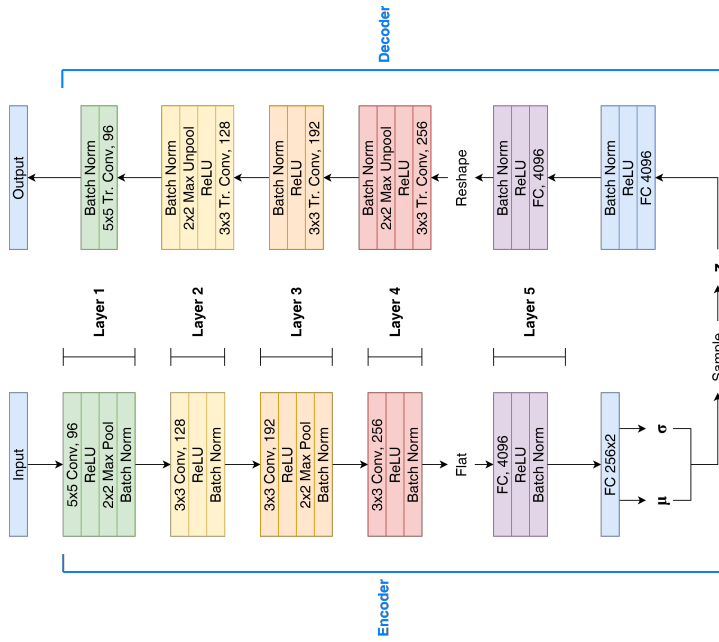 Encoder
Input
5x5 Conv, 96
ReLU
2x2 Max Pool
Batch Norm
3x3 Conv, 128
ReLU
Batch Norm
3x3 Conv, 192
ReLU
2x2 Max Pool
Batch Norm
3x3 Conv, 256
ReLU
Batch Norm
Flat
FC, 4096
ReLU
Batch Norm
FC 256x2
μ
σ
Sample
z
Layer 1
Layer 2
Layer 3
Layer 4
Layer 5
Output
Batch Norm
5x5 Tr. Conv, 96
Batch Norm
2x2 Max Unpool
ReLU
3x3 Tr. Conv, 128
Batch Norm
ReLU
3x3 Tr. Conv, 192
Batch Norm
2x2 Max Unpool
ReLU
3x3 Tr. Conv, 256
Reshape
Batch Norm
ReLU
FC, 4096
Batch Norm
ReLU
FC 4096
Decoder